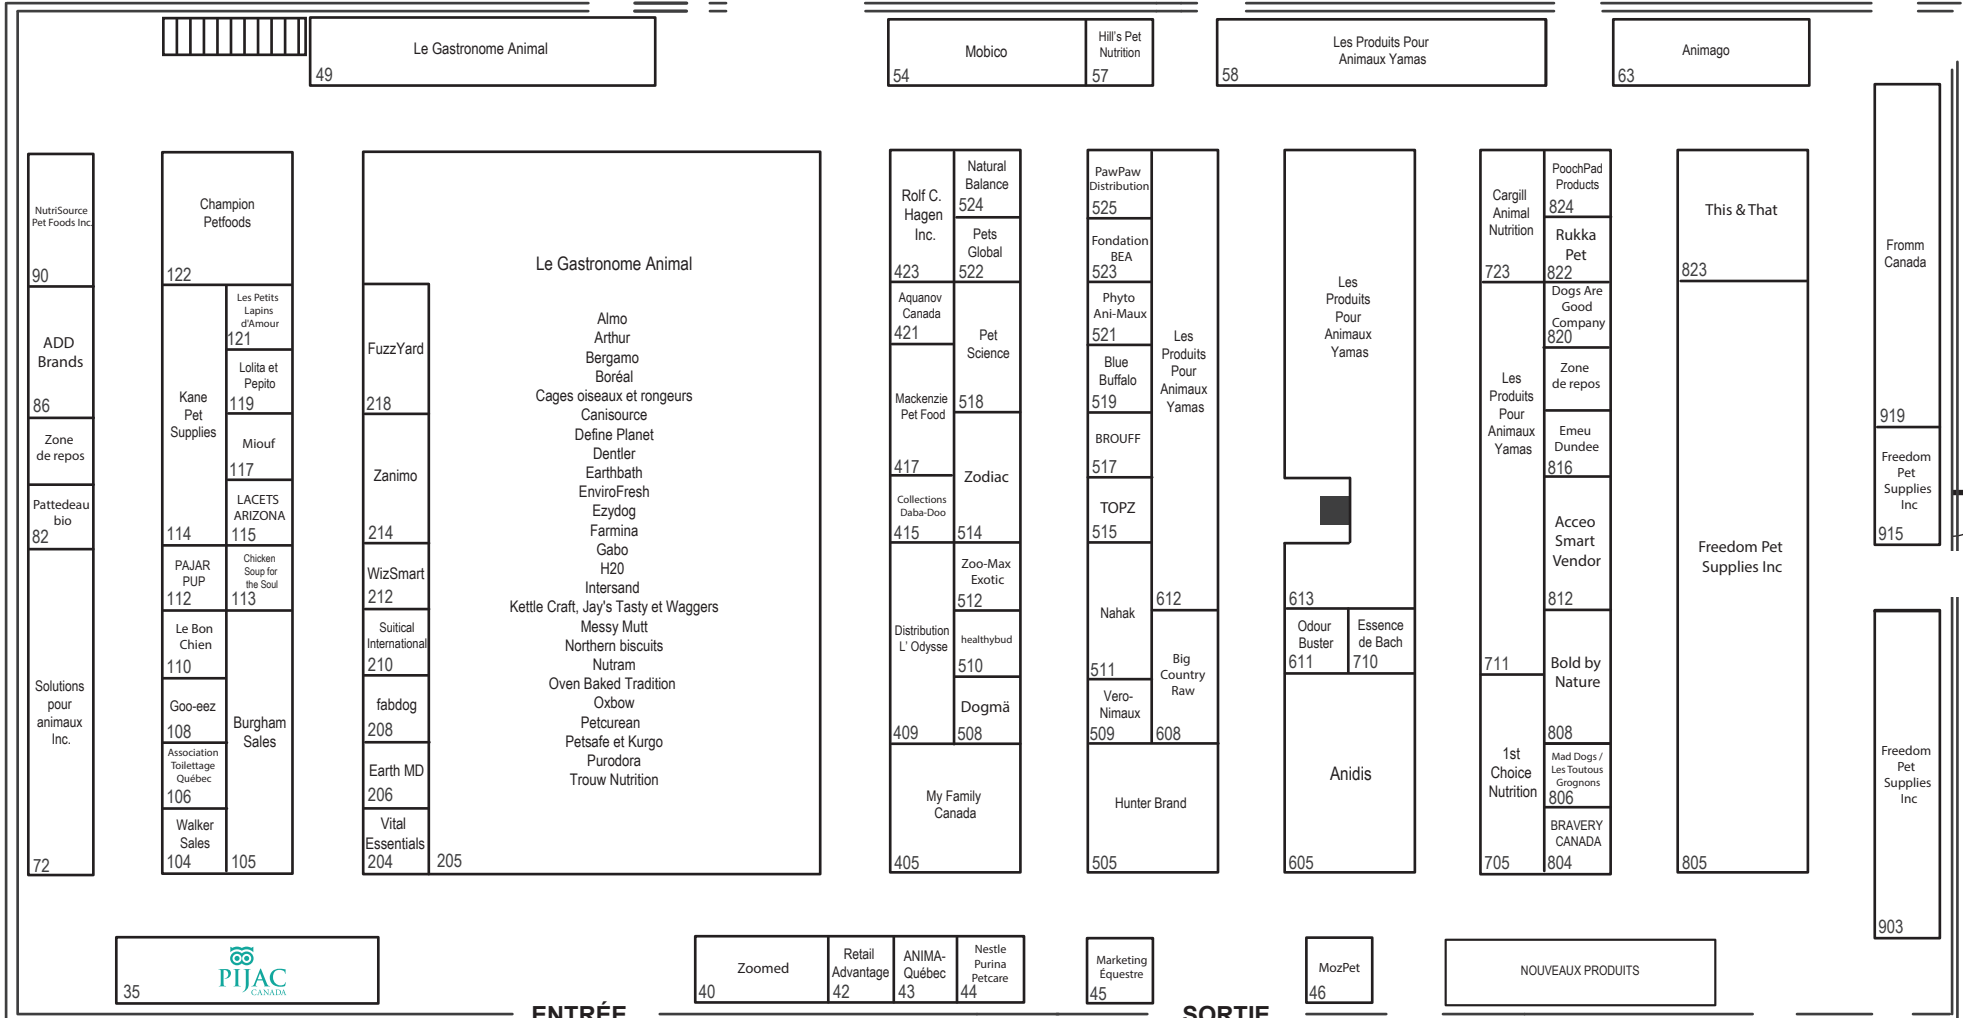 Le Gastronome Animal
49
Mobico
54
Hill's Pet
Nutrition
57
Les Produits Pour
Animaux Yamas
58
Animago
63
NutriSource
Pet Foods Inc.
90
ADD
Brands
86
Zone
de repos
Pattedeau
bio
82
Solutions
pour
animaux
Inc.
72
Champion
Petfoods
122
Kane
Pet
Supplies
114
Les Petits
Lapins
d'Amour
121
Lolita et
Pepito
119
Miouf
117
LACETS
ARIZONA
115
PAJAR
PUP
112
Chicken
Soup for
the Soul
113
Le Bon
Chien
110
Goo-eez
108
Association
Toilettage
Québec
106
Walker
Sales
104
Burgham
Sales
105
FuzzYard
218
Zanimo
214
WizSmart
212
Suitical
International
210
fabdog
208
Earth MD
206
Vital
Essentials
204
Le Gastronome Animal
Almo
Arthur
Bergamo
Boréal
Cages oiseaux et rongeurs
Canisource
Define Planet
Dentler
Earthbath
EnviroFresh
Ezydog
Farmina
Gabo
H20
Intersand
Kettle Craft, Jay's Tasty et Waggers
Messy Mutt
Northern biscuits
Nutram
Oven Baked Tradition
Oxbow
Petcurean
Petsafe et Kurgo
Purodora
Trouw Nutrition
205
Rolf C.
Hagen
Inc.
423
Natural
Balance
524
Pets
Global
522
Aquanov
Canada
421
Pet
Science
518
Mackenzie
Pet Food
417
Zodiac
514
Collections
Daba-Doo
415
Zoo-Max
Exotic
512
Distribution
L' Odysse
409
healthybud
510
Dogmä
508
My Family
Canada
405
PawPaw
Distribution
525
Fondation
BEA
523
Phyto
Ani-Maux
521
Blue
Buffalo
519
BROUFF
517
TOPZ
515
Nahak
511
Vero-
Nimaux
509
Les
Produits
Pour
Animaux
Yamas
612
Big
Country
Raw
608
Hunter Brand
505
Les
Produits
Pour
Animaux
Yamas
613
Odour
Buster
611
Essence
de Bach
710
Anidis
605
Cargill
Animal
Nutrition
723
PoochPad
Products
824
Rukka
Pet
822
Dogs Are
Good
Company
820
Zone
de repos
Emeu
Dundee
816
Les
Produits
Pour
Animaux
Yamas
711
Acceo
Smart
Vendor
812
Bold by
Nature
808
1st
Choice
Nutrition
705
Mad Dogs /
Les Toutous
Grognons
806
BRAVERY
CANADA
804
This & That
823
Freedom Pet
Supplies Inc
805
Fromm
Canada
919
Freedom
Pet
Supplies
Inc
915
Freedom
Pet
Supplies
Inc
903
35
PIJAC
CANADA
Zoomed
40
Retail
Advantage
42
ANIMA-
Québec
43
Nestle
Purina
Petcare
44
Marketing
Équestre
45
MozPet
46
NOUVEAUX PRODUITS
ENTRÉE
SORTIE